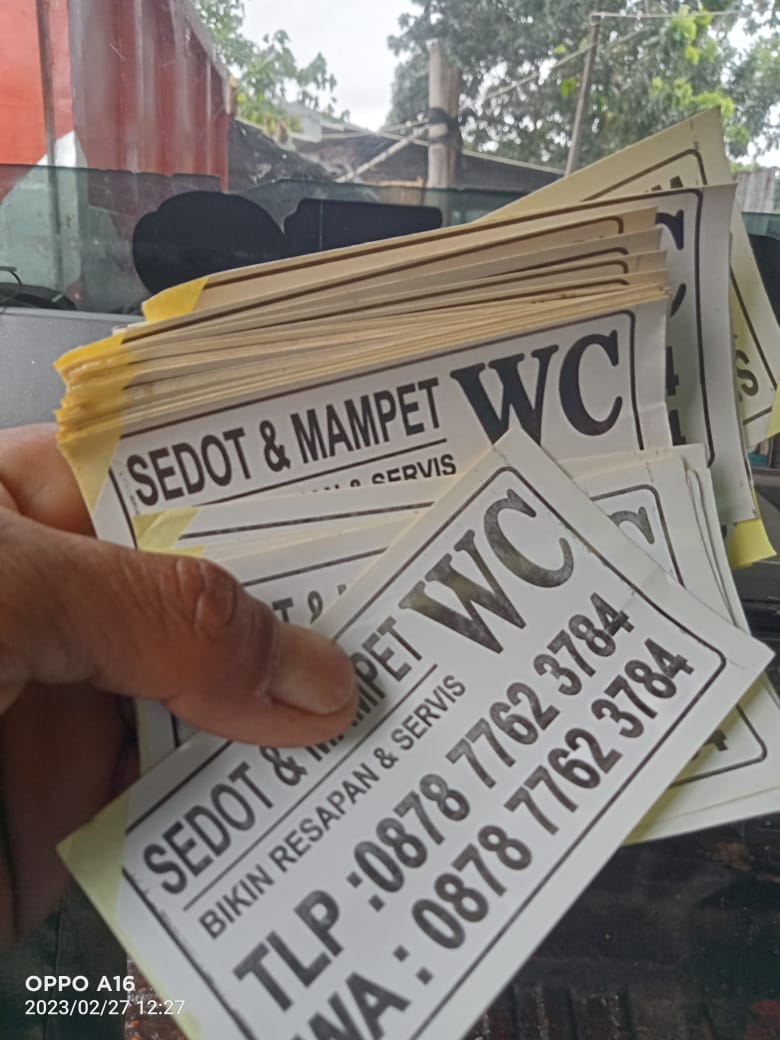 SEDOT & MAMPET WC
& SERVIS
SEDOT & MAMPET WC
BIKIN RESAPAN & SERVIS
TLP :0878 7762 3784
WA : 0878 7762 3784
OPPO A16
2023/02/27 12:27